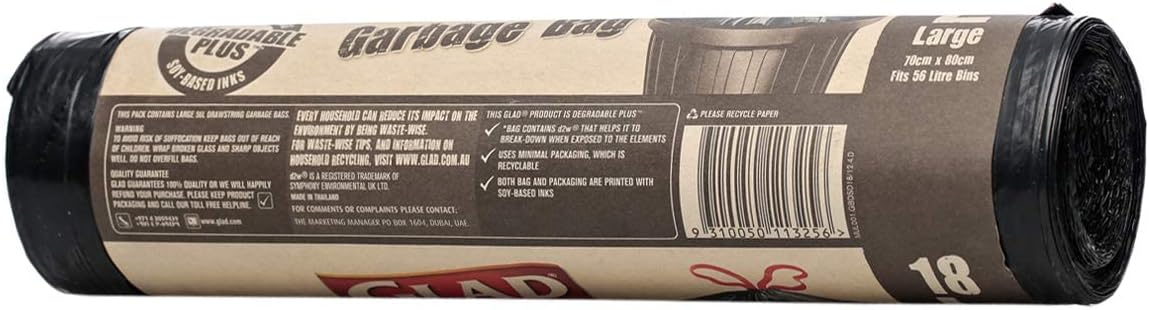 DEGRADABLE
PLUS™
SOY-BASED INKS
Garbage Bag
Large
70cm x 80cm
Fits 56 Litre Bins
THIS PACK CONTAINS LARGE 56L DRAWSTRING GARBAGE BAGS.
WARNING
TO AVOID RISK OF SUFFOCATION KEEP BAGS OUT OF REACH
OF CHILDREN. WRAP BROKEN GLASS AND SHARP OBJECTS
WELL. DO NOT OVERFILL BAGS.
QUALITY GUARANTEE
GLAD GUARANTEES 100% QUALITY OR WE WILL HAPPILY
REFUND YOUR PURCHASE. PLEASE KEEP PRODUCT
PACKAGING AND CALL OUR TOLL FREE HELPLINE.
www.glad.com
EVERY HOUSEHOLD CAN REDUCE ITS IMPACT ON THE
ENVIRONMENT BY BEING WASTE-WISE.
FOR WASTE-WISE TIPS, AND INFORMATION ON
HOUSEHOLD RECYCLING, VISIT WWW.GLAD.COM.AU
d2w® IS A REGISTERED TRADEMARK OF
SYMPHONY ENVIRONMENTAL UK LTD.
MADE IN THAILAND
FOR COMMENTS OR COMPLAINTS PLEASE CONTACT:
THE MARKETING MANAGER PO BOX 1604, DUBAI, UAE.
THIS GLAD® PRODUCT IS DEGRADABLE PLUS™
*BAG CONTAINS d2w® THAT HELPS IT TO
BREAK-DOWN WHEN EXPOSED TO THE ELEMENTS
USES MINIMAL PACKAGING, WHICH IS
RECYCLABLE
BOTH BAG AND PACKAGING ARE PRINTED WITH
SOY-BASED INKS
PLEASE RECYCLE PAPER
9 310050 113256 >
GLAD
18